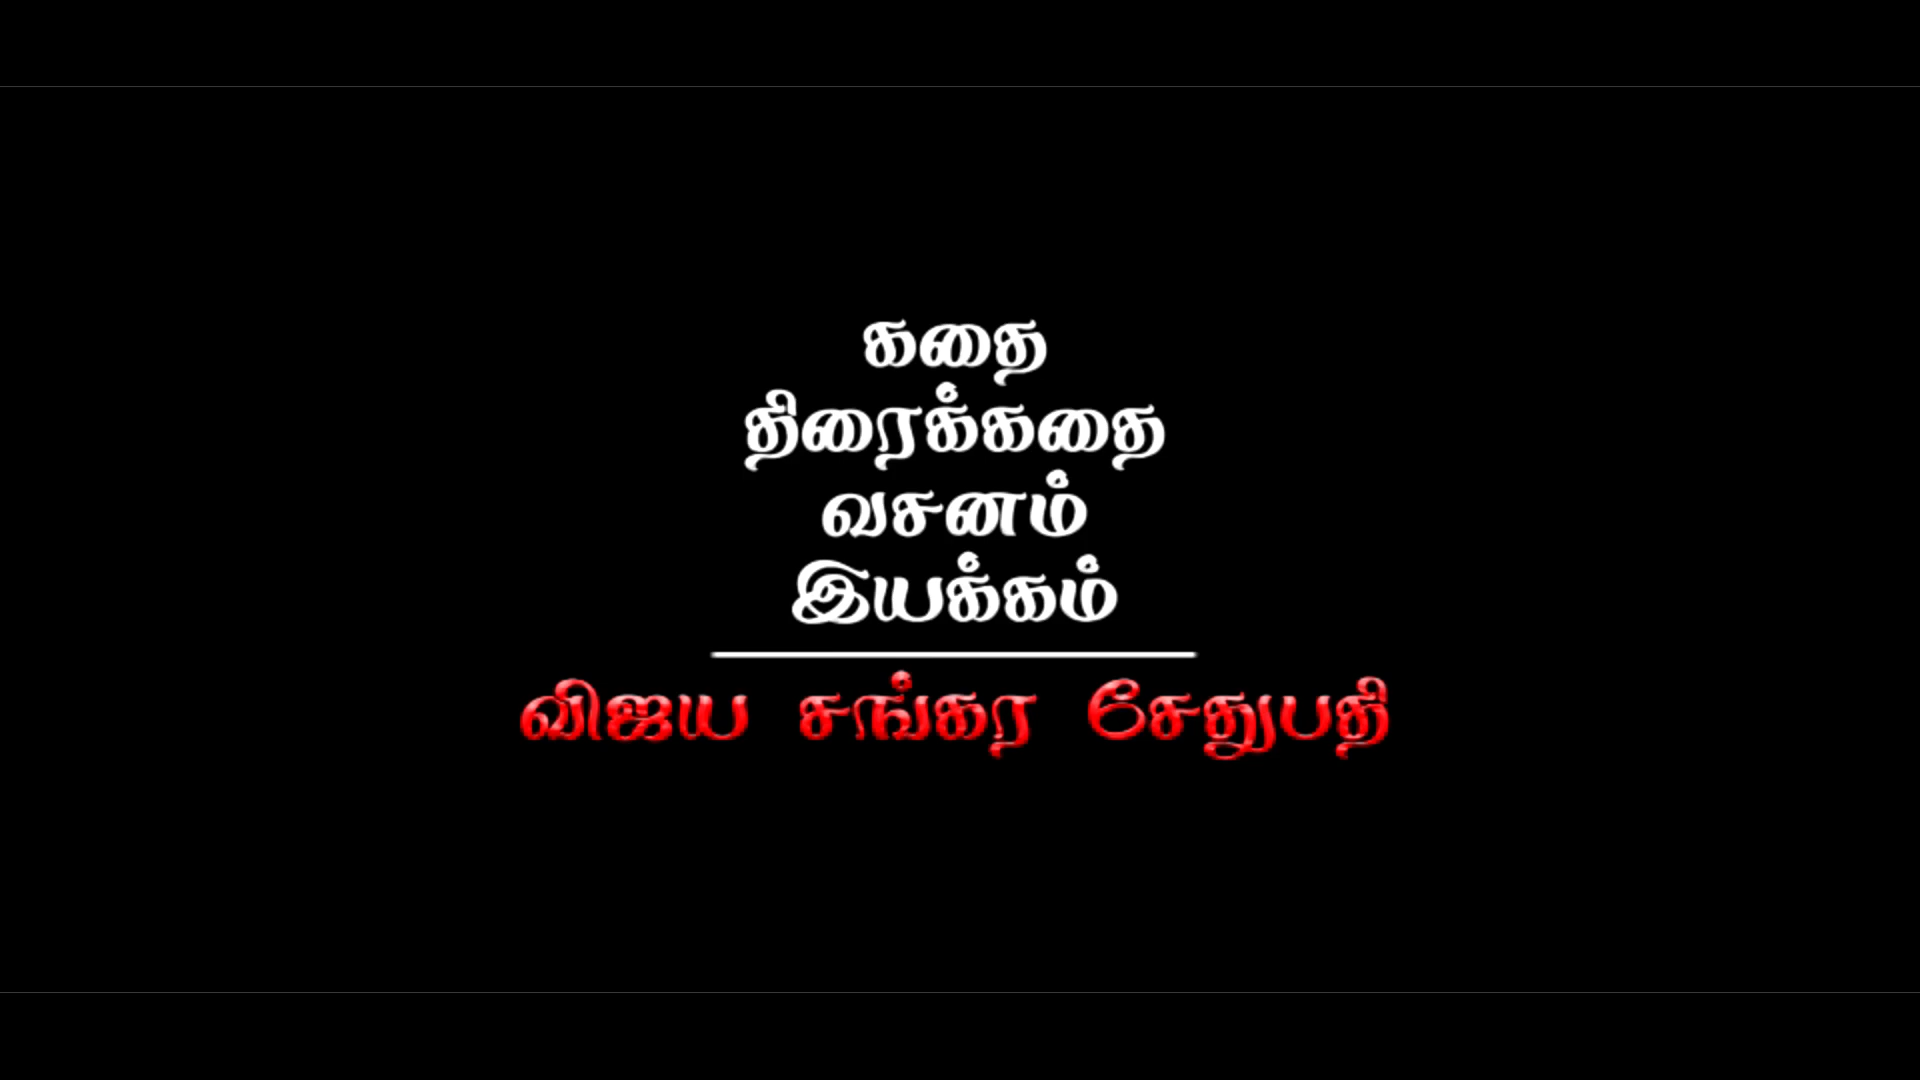 கதை
திரைக்கதை
வசனம்
இயக்கம்
விஜய சங்கர சேதுபதி